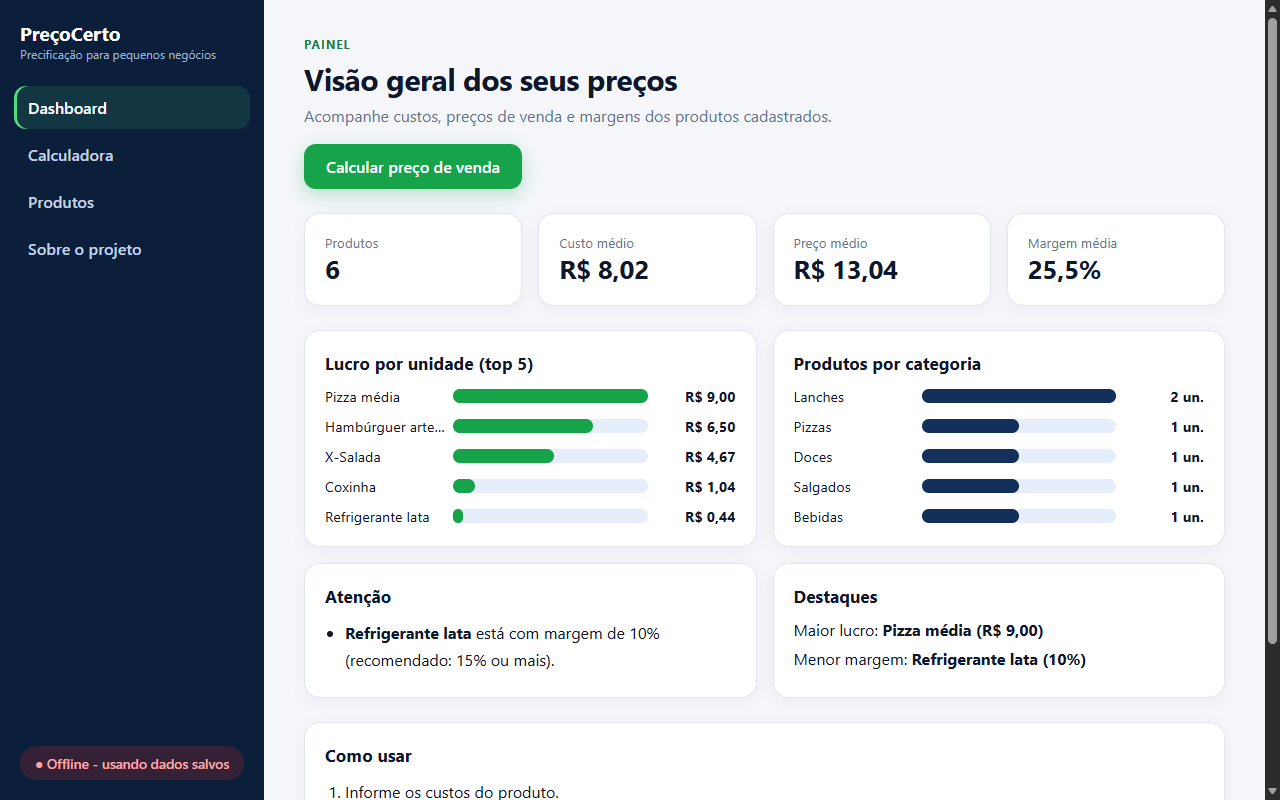 PreçoCerto
Precificação para pequenos negócios
Dashboard
Calculadora
Produtos
Sobre o projeto
● Offline - usando dados salvos
PAINEL
Visão geral dos seus preços
Acompanhe custos, preços de venda e margens dos produtos cadastrados.
Calcular preço de venda
Produtos
6
Custo médio
R$ 8,02
Preço médio
R$ 13,04
Margem média
25,5%
Lucro por unidade (top 5)
Pizza média R$ 9,00
Hambúrguer arte... R$ 6,50
X-Salada R$ 4,67
Coxinha R$ 1,04
Refrigerante lata R$ 0,44
Produtos por categoria
Lanches 2 un.
Pizzas 1 un.
Doces 1 un.
Salgados 1 un.
Bebidas 1 un.
Atenção
• Refrigerante lata está com margem de 10%
(recomendado: 15% ou mais).
Destaques
Maior lucro: Pizza média (R$ 9,00)
Menor margem: Refrigerante lata (10%)
Como usar
1. Informe os custos do produto.